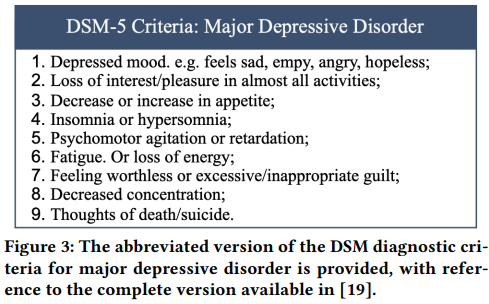 DSM-5 Criteria: Major Depressive Disorder
1. Depressed mood. e.g. feels sad, empy, angry, hopeless;
2. Loss of interest/pleasure in almost all activities;
3. Decrease or increase in appetite;
4. Insomnia or hypersomnia;
5. Psychomotor agitation or retardation;
6. Fatigue. Or loss of energy;
7. Feeling worthless or excessive/inappropriate guilt;
8. Decreased concentration;
9. Thoughts of death/suicide.
Figure 3: The abbreviated version of the DSM diagnostic cri-
teria for major depressive disorder is provided, with refer-
ence to the complete version available in [19].